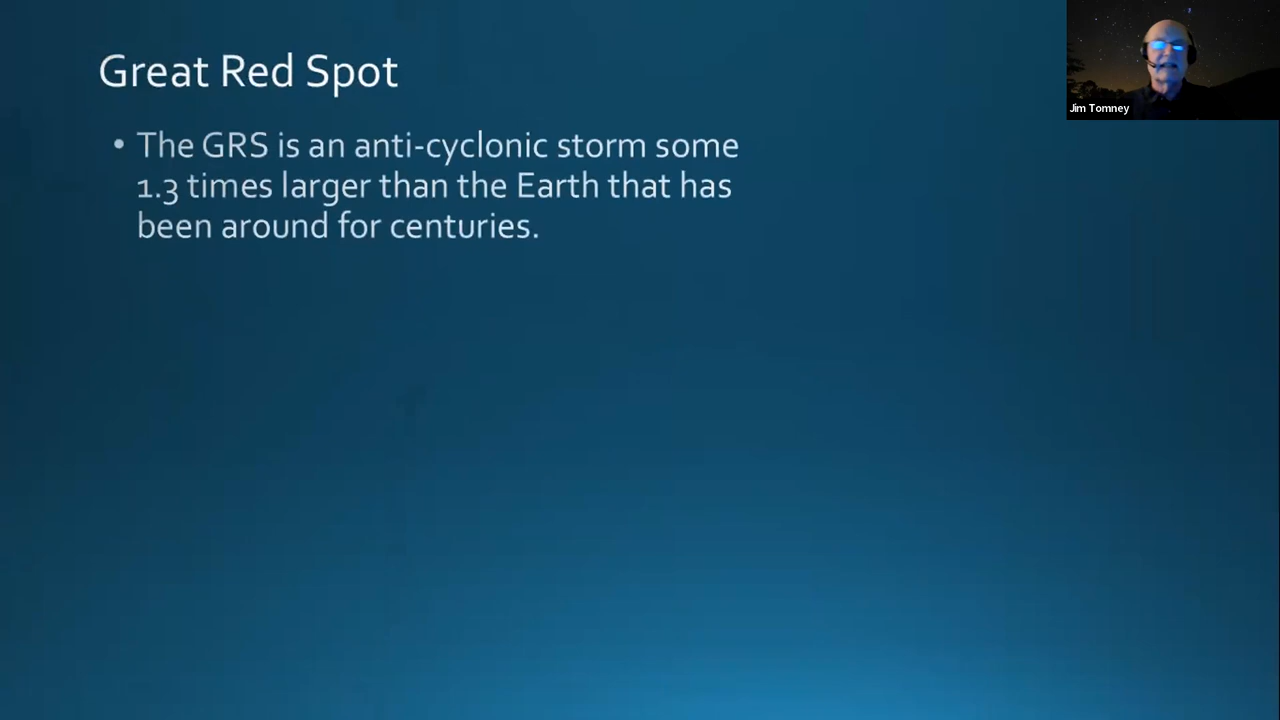 Great Red Spot
• The GRS is an anti-cyclonic storm some
1.3 times larger than the Earth that has
been around for centuries.
Jim Tomney